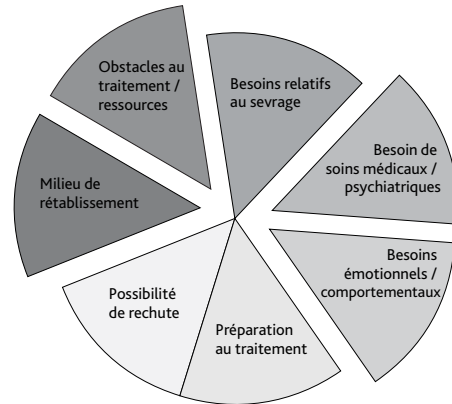 Obstacles au
traitement /
ressources
Besoins relatifs
au sevrage
Besoin de
soins médicaux /
psychiatriques
Besoins
émotionnels /
comportementaux
Préparation
au traitement
Possibilité
de rechute
Milieu de
rétablissement